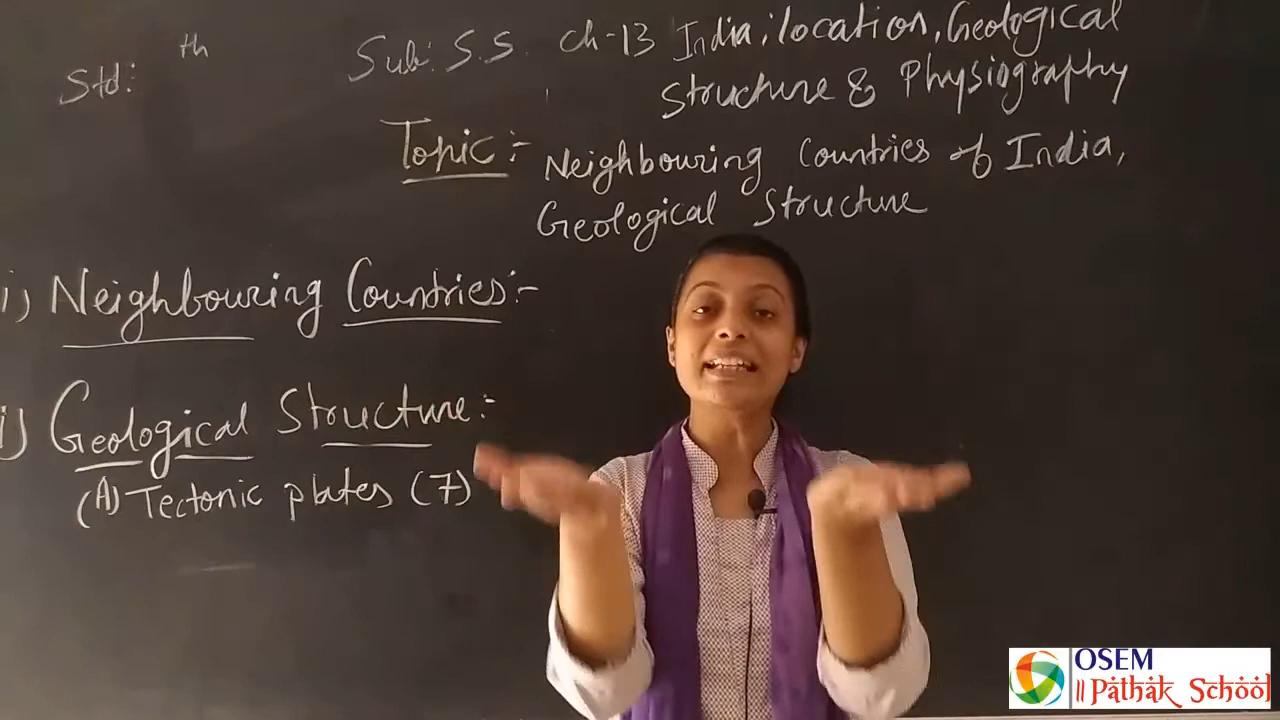 Std: th Sub: S.S. Ch-13 India, location, Geological
Structure & Physiography
Topic:- Neighbouring Countries of India,
Geological Structure
i) Neighbouring Countries:-
i) Geological Structure:-
(A) Tectonic plates (7)
OSEM
॥ Pathak School